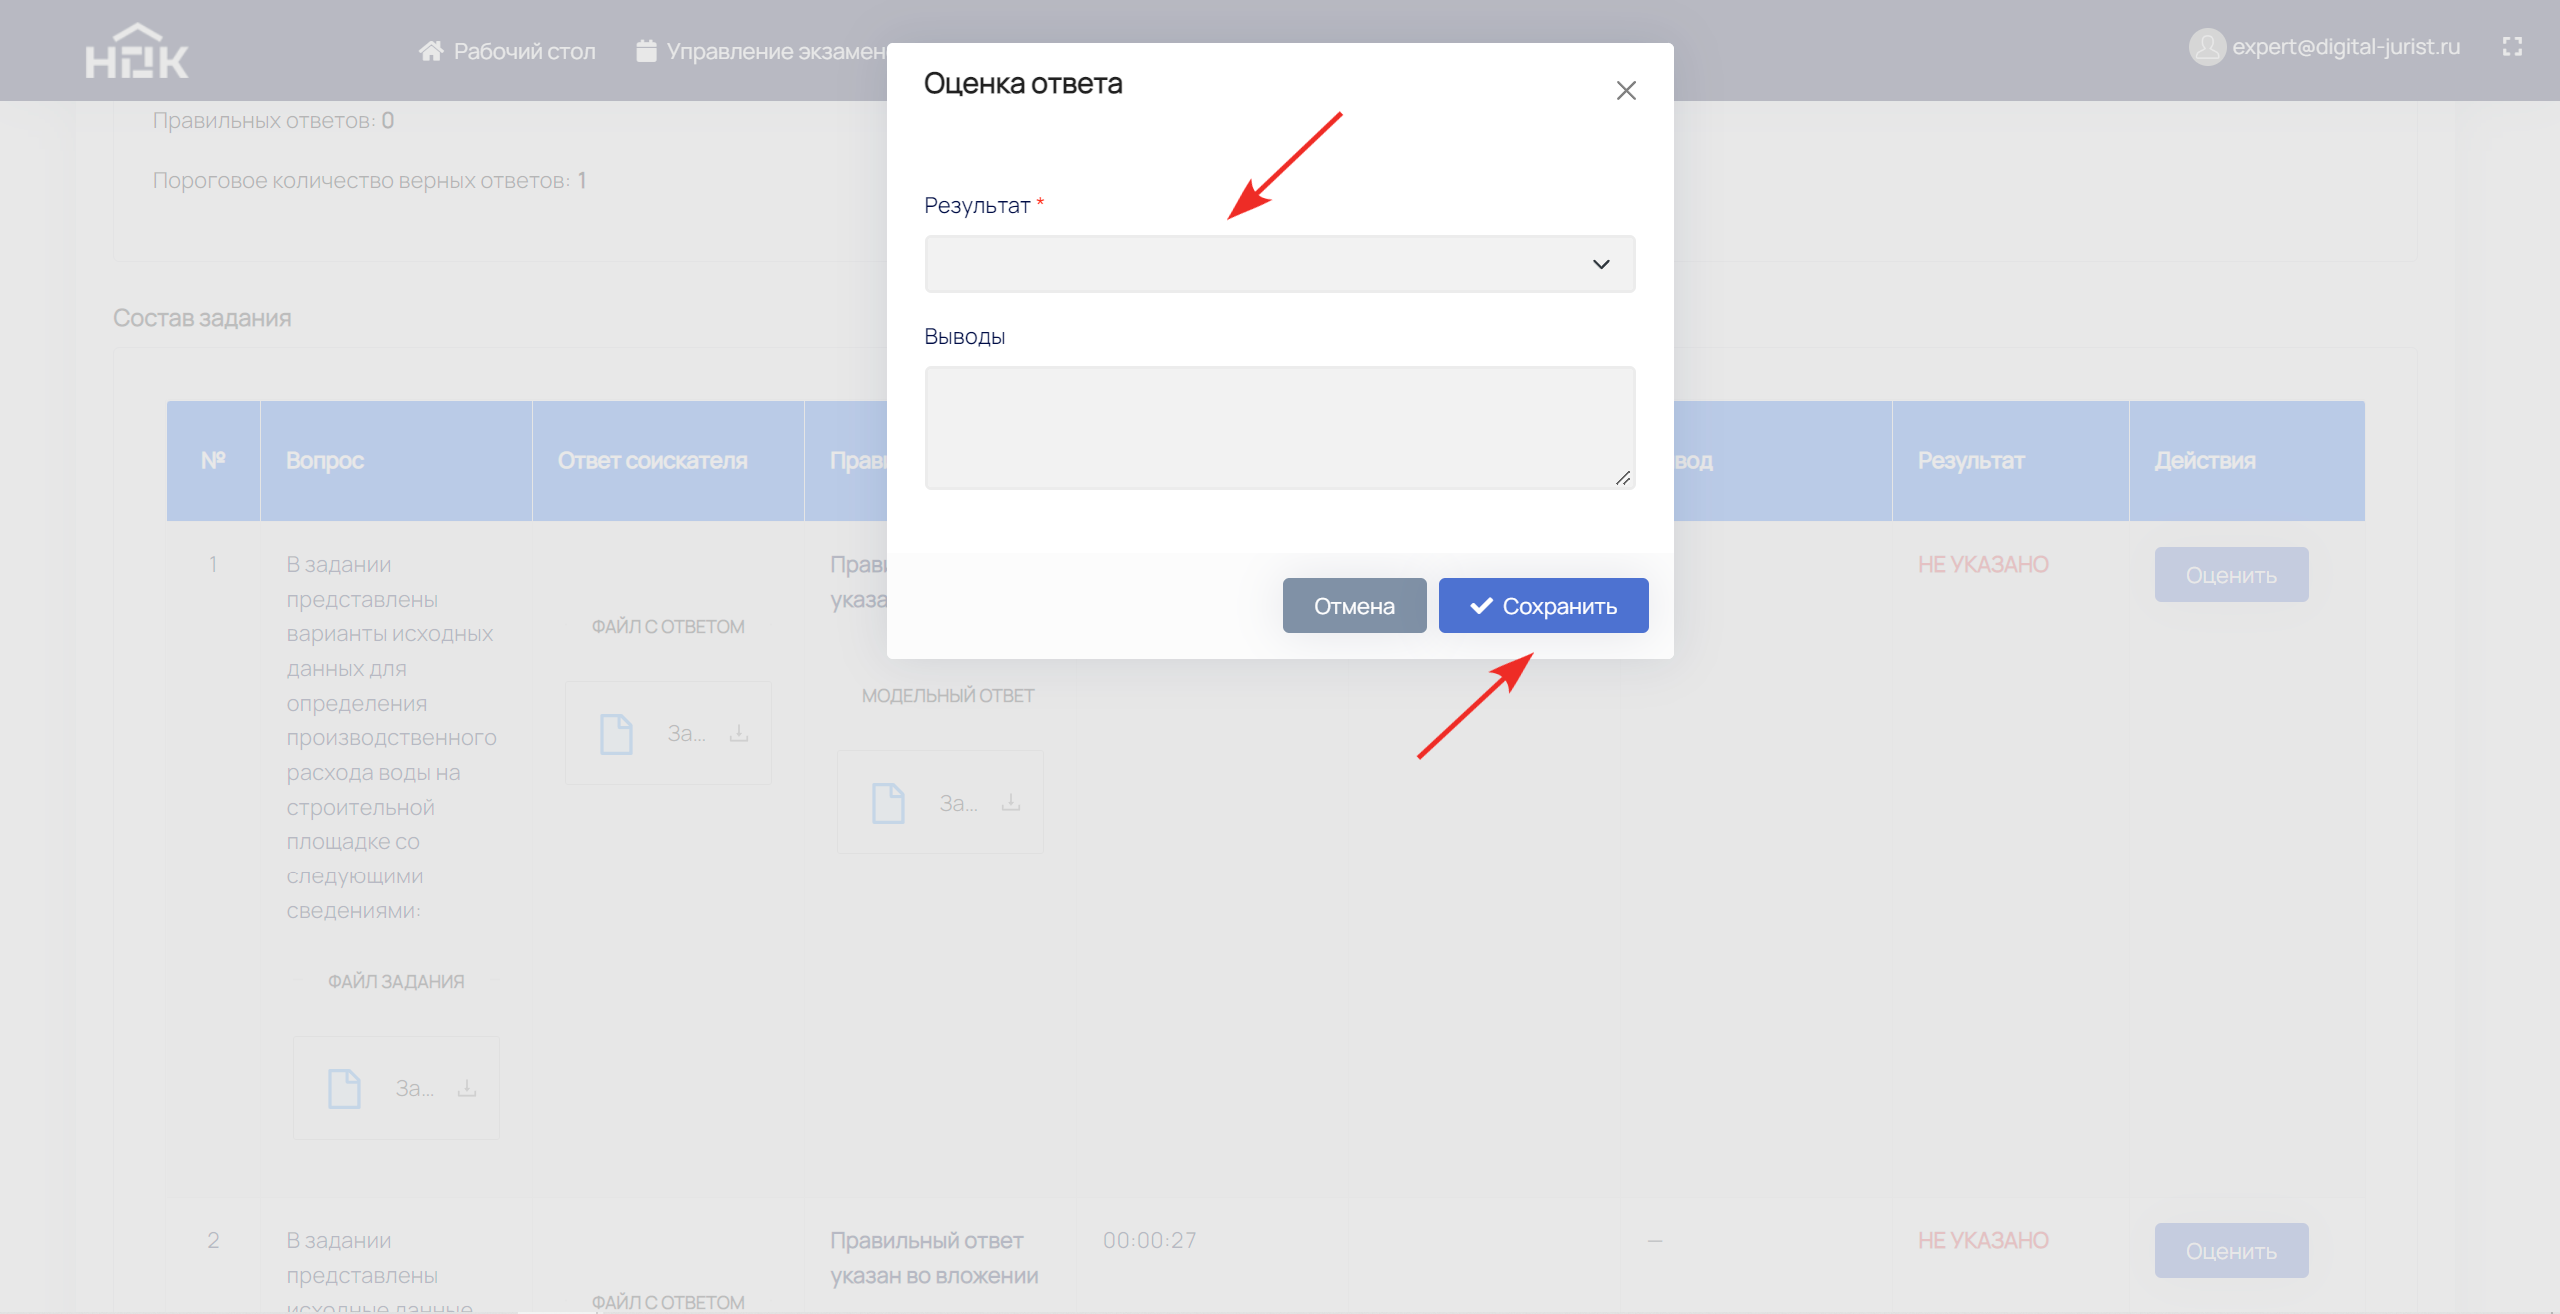 НОК
Рабочий стол
Управление экзамен
expert@digital-jurist.ru
Оценка ответа
Результат *
Выводы
Отмена
Сохранить
Правильных ответов: 0
Пороговое количество верных ответов: 1
Состав задания
№ Вопрос Ответ соискателя Прав вод Результат Действия
1
В задании
представлены
варианты исходных
данных для
определения
производственного
расхода воды на
строительной
площадке со
следующими
сведениями:
ФАЙЛ ЗАДАНИЯ
За...
ФАЙЛ С ОТВЕТОМ
За...
Прав
указа
МОДЕЛЬНЫЙ ОТВЕТ
За...
НЕ УКАЗАНО
Оценить
2
В задании
представлены
исходные данные
ФАЙЛ С ОТВЕТОМ
Правильный ответ
указан во вложении
00:00:27
—
НЕ УКАЗАНО
Оценить